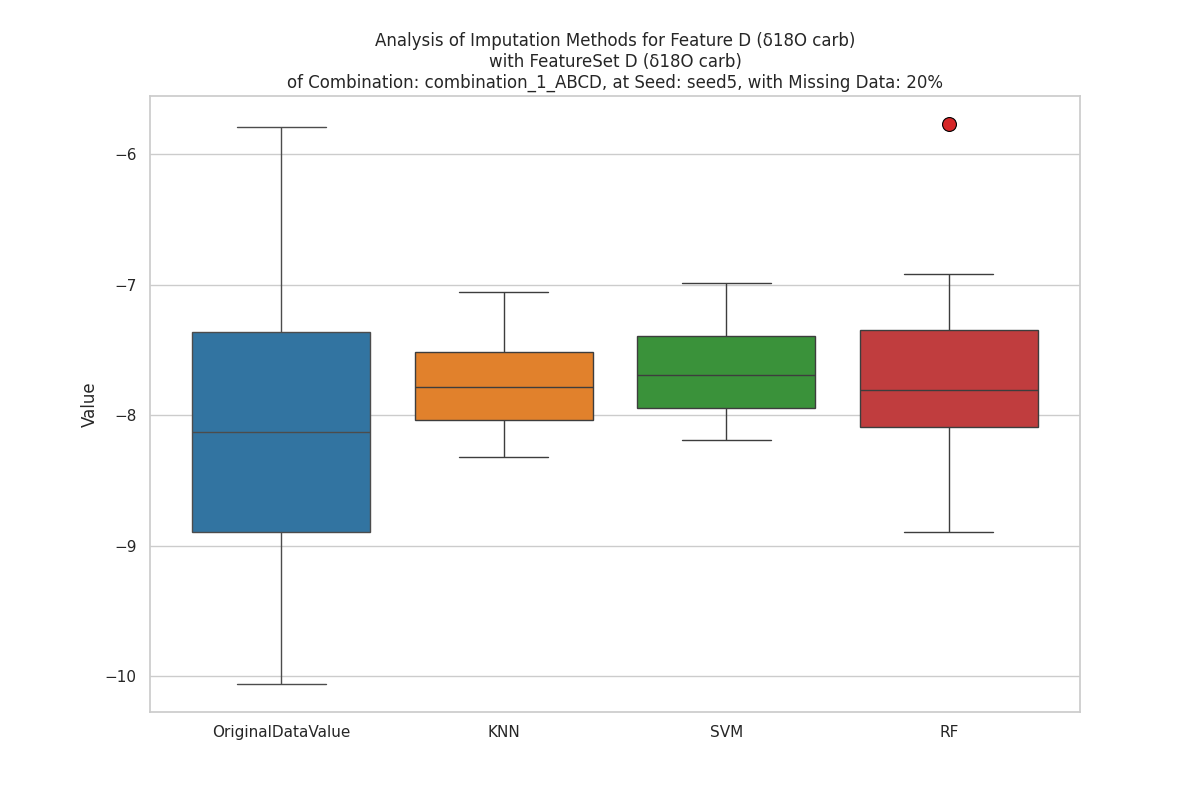 Analysis of Imputation Methods for Feature D (δ18O carb)
with FeatureSet D (δ18O carb)
of Combination: combination_1_ABCD, at Seed: seed5, with Missing Data: 20%
Value
−6
−7
−8
−9
−10
OriginalDataValue
KNN
SVM
RF